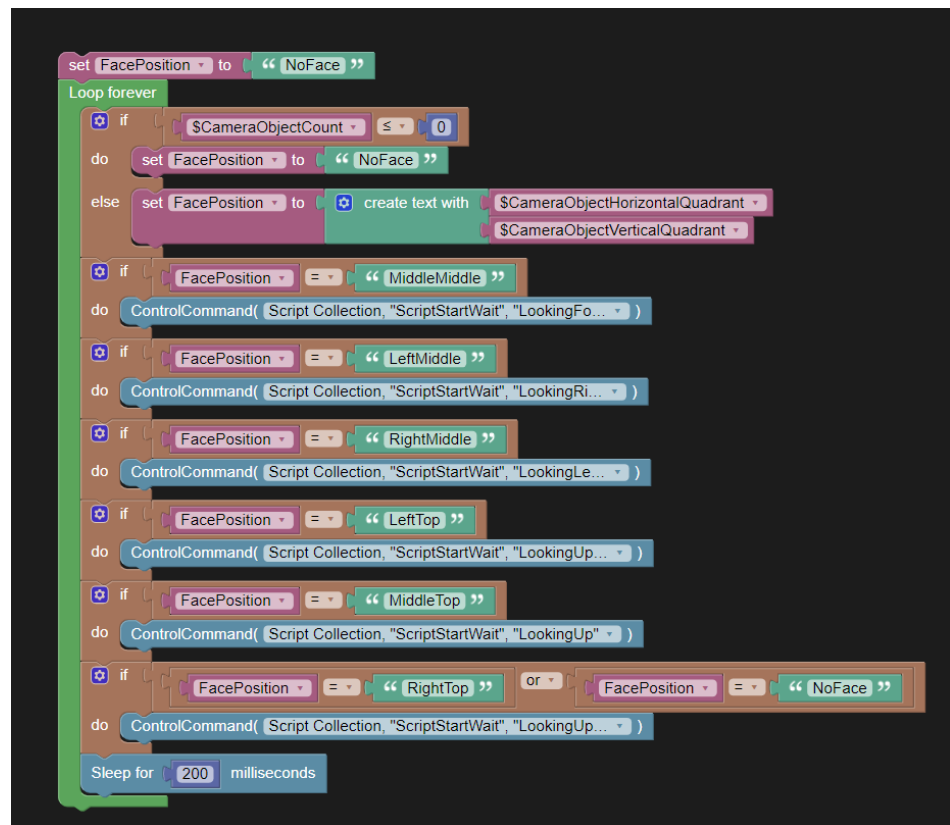 set FacePosition to “ NoFace ”
Loop forever
if $CameraObjectCount ≤ 0
do set FacePosition to “ NoFace ”
else set FacePosition to create text with $CameraObjectHorizontalQuadrant
$CameraObjectVerticalQuadrant
if FacePosition = “ MiddleMiddle ”
do ControlCommand( Script Collection, "ScriptStartWait", "LookingFo... )
if FacePosition = “ LeftMiddle ”
do ControlCommand( Script Collection, "ScriptStartWait", "LookingRi... )
if FacePosition = “ RightMiddle ”
do ControlCommand( Script Collection, "ScriptStartWait", "LookingLe... )
if FacePosition = “ LeftTop ”
do ControlCommand( Script Collection, "ScriptStartWait", "LookingUp... )
if FacePosition = “ MiddleTop ”
do ControlCommand( Script Collection, "ScriptStartWait", "LookingUp" )
if FacePosition = “ RightTop ” or FacePosition = “ NoFace ”
do ControlCommand( Script Collection, "ScriptStartWait", "LookingUp... )
Sleep for 200 milliseconds